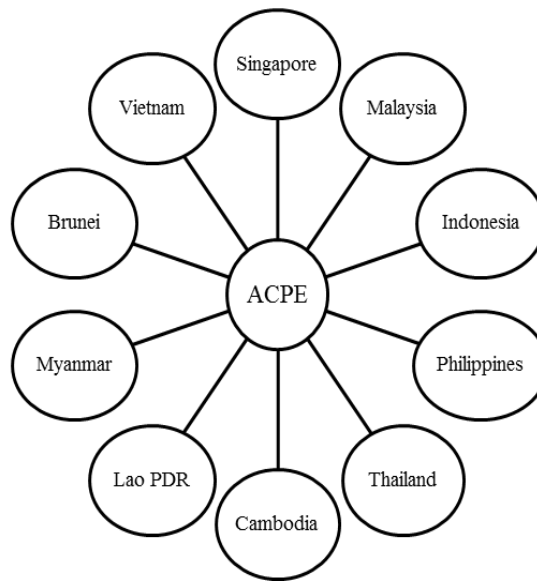 Singapore
Vietnam
Malaysia
Brunei
Indonesia
ACPE
Myanmar
Philippines
Lao PDR
Thailand
Cambodia